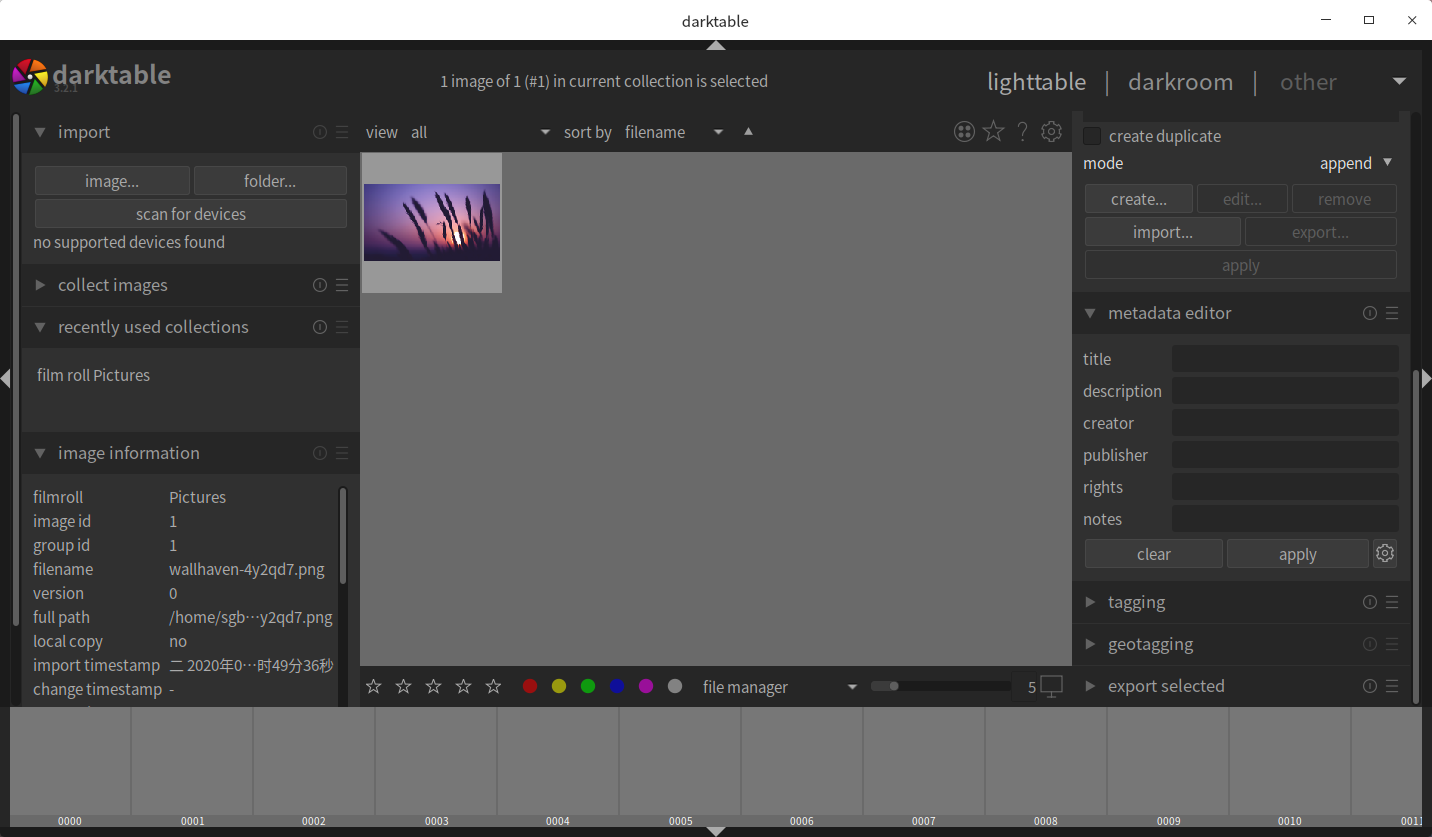 darktable
darktable
3.2.1
1 image of 1 (#1) in current collection is selected
lighttable | darkroom | other
import
view all sort by filename
image... folder...
scan for devices
no supported devices found
collect images
recently used collections
film roll Pictures
image information
filmroll Pictures
image id 1
group id 1
filename wallhaven-4y2qd7.png
version 0
full path /home/sgb⋯y2qd7.png
local copy no
import timestamp 二 2020年0⋯时49分36秒
change timestamp -
file manager 5
create duplicate
mode append
create... edit... remove
import... export...
apply
metadata editor
title
description
creator
publisher
rights
notes
clear apply
tagging
geotagging
export selected
0000 0001 0002 0003 0004 0005 0006 0007 0008 0009 0010 0011